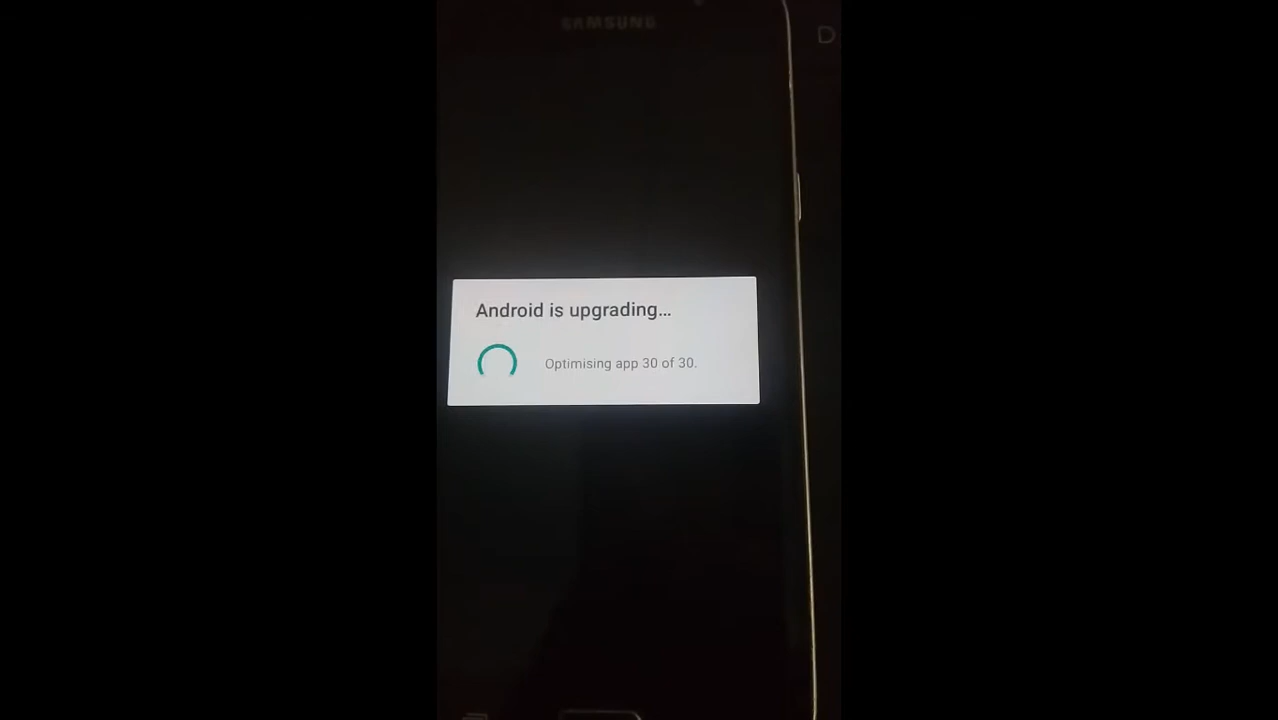 SAMSUNG
D
Android is upgrading...
Optimising app 30 of 30.